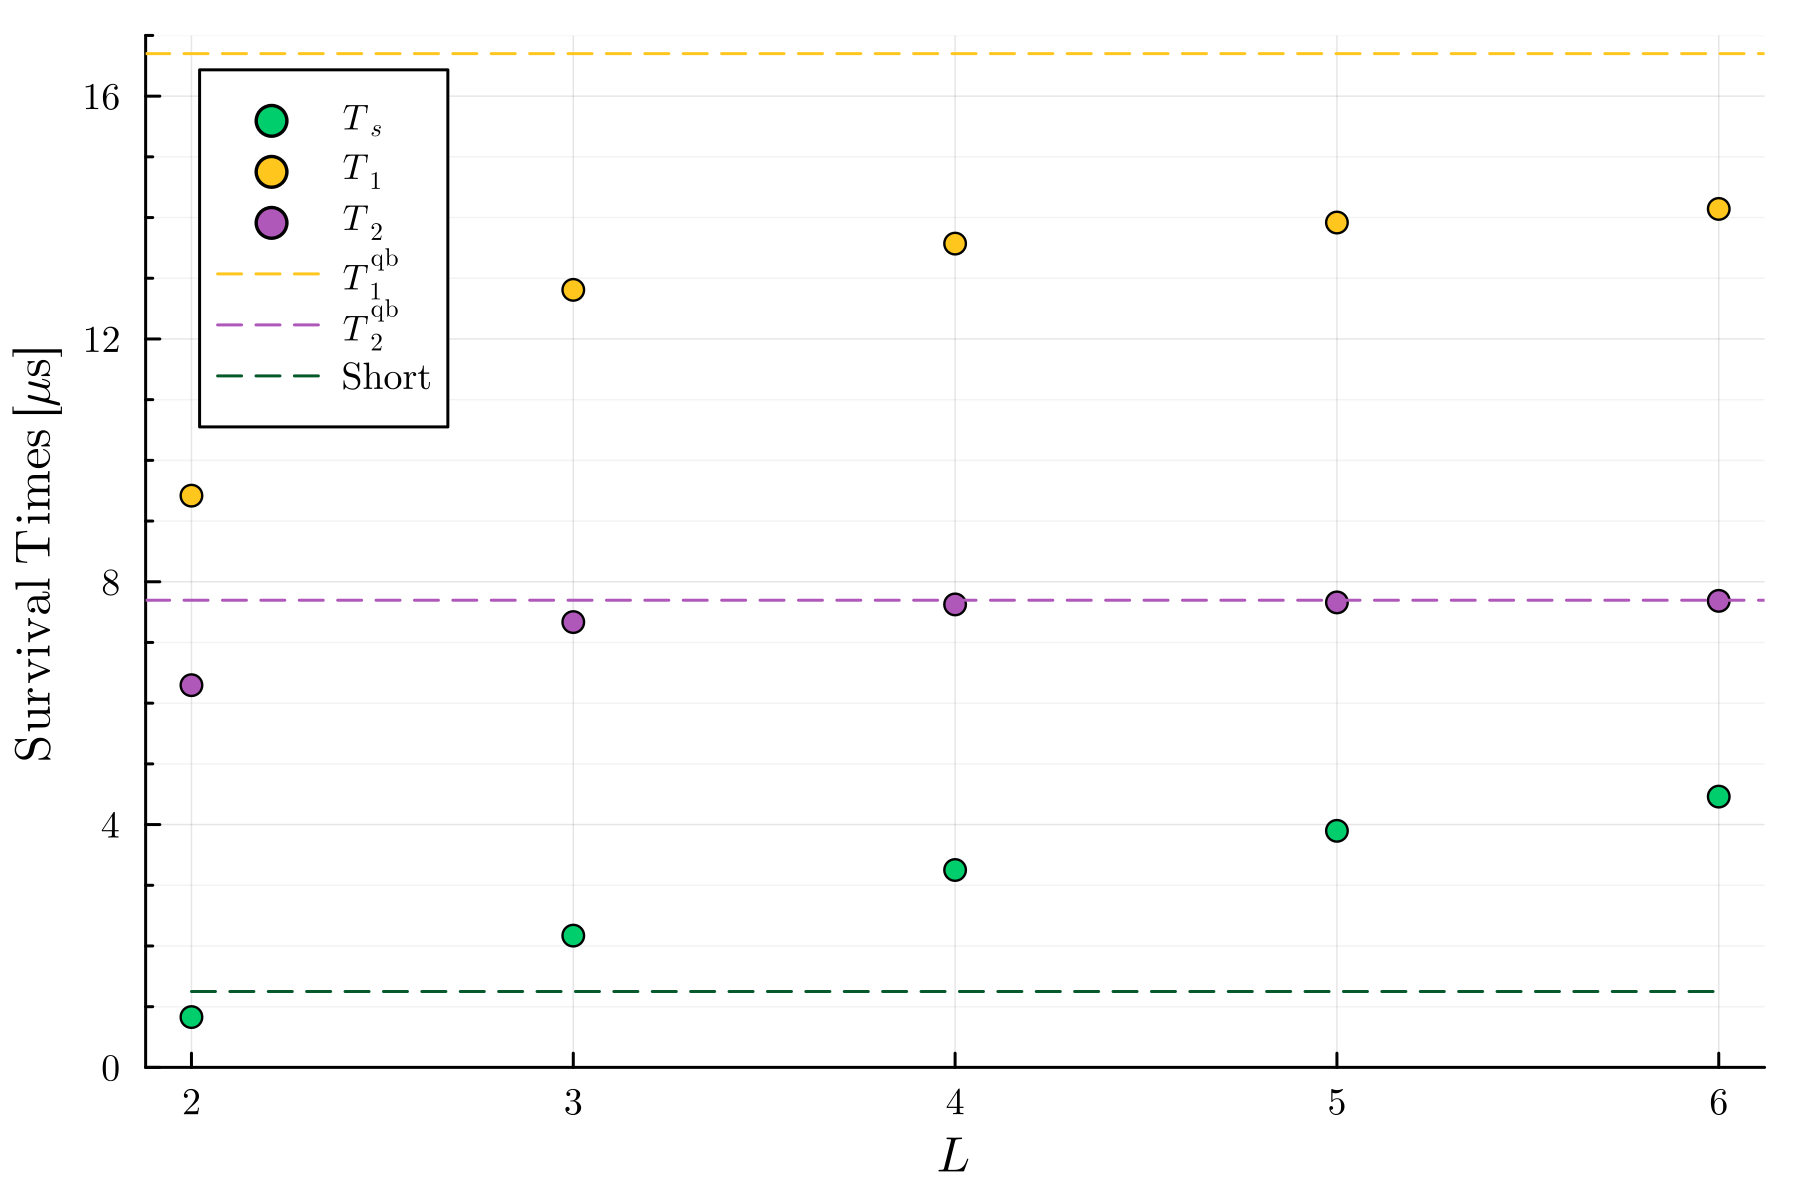 16
12
8
4
0
Survival Times [μs]
T_s
T_1
T_2
T_1^qb
T_2^qb
Short
2 3 4 5 6
L